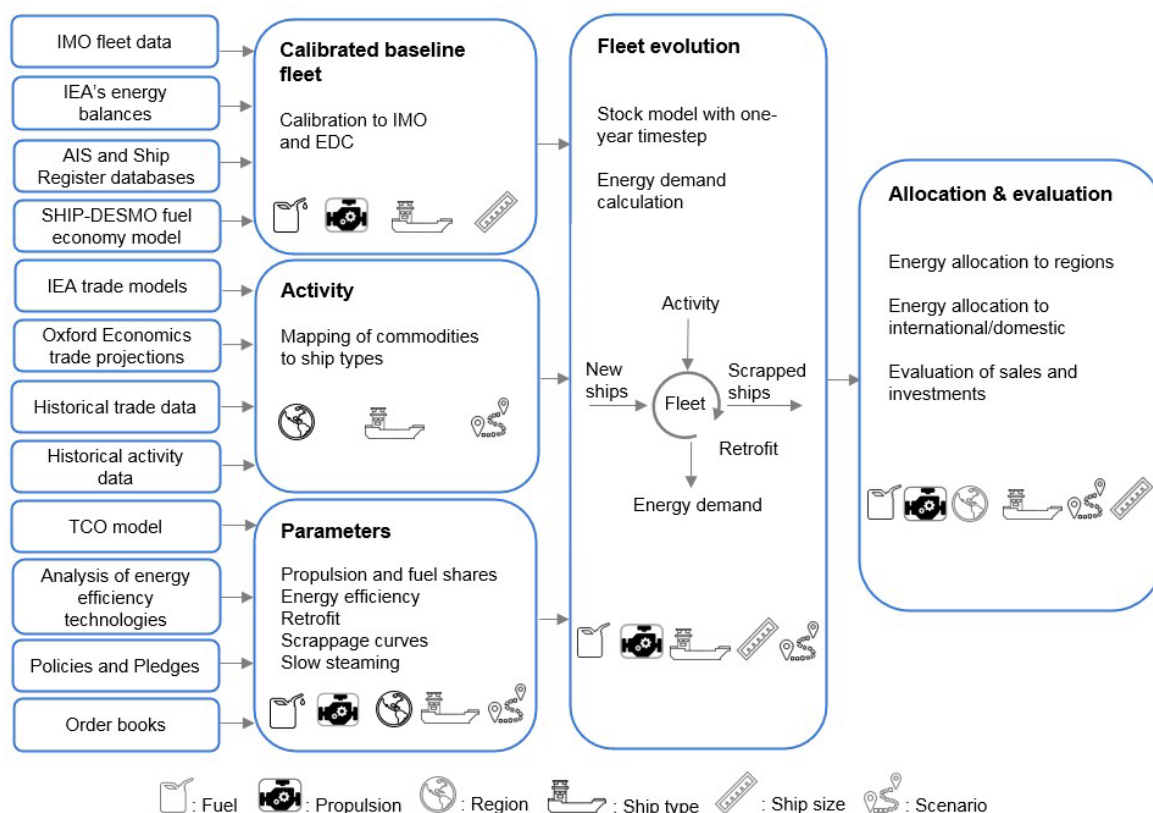 IMO fleet data
IEA's energy
balances
AIS and Ship
Register databases
SHIP-DESMO fuel
economy model
IEA trade models
Oxford Economics
trade projections
Historical trade data
Historical activity
data
TCO model
Analysis of energy
efficiency
technologies
Policies and Pledges
Order books
Calibrated baseline
fleet
Calibration to IMO
and EDC
Activity
Mapping of commodities
to ship types
Parameters
Propulsion and fuel shares
Energy efficiency
Retrofit
Scrappage curves
Slow steaming
Fleet evolution
Stock model with one-
year timestep
Energy demand
calculation
Activity
New
ships
Fleet
Scrapped
ships
Retrofit
Energy demand
Allocation & evaluation
Energy allocation to regions
Energy allocation to
international/domestic
Evaluation of sales and
investments
: Fuel
: Propulsion
: Region
: Ship type
: Ship size
: Scenario